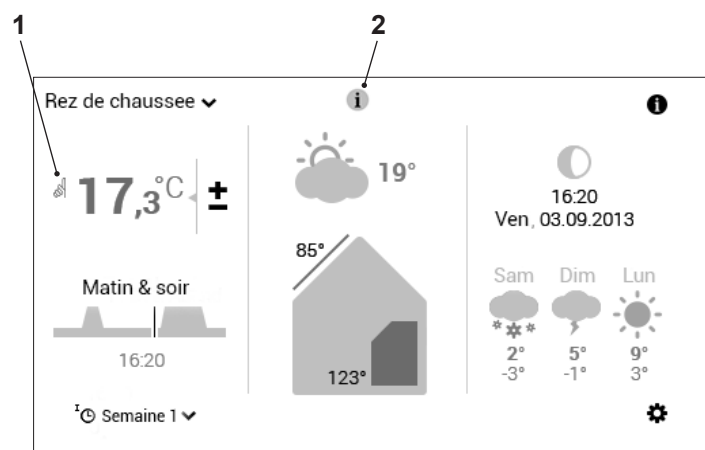 1
2
Rez de chaussee
i
i
17,3°C
±
19°
16:20
Ven, 03.09.2013
85°
123°
Matin & soir
16:20
Sam Dim Lun
2° 5° 9°
-3° -1° 3°
I Semaine 1